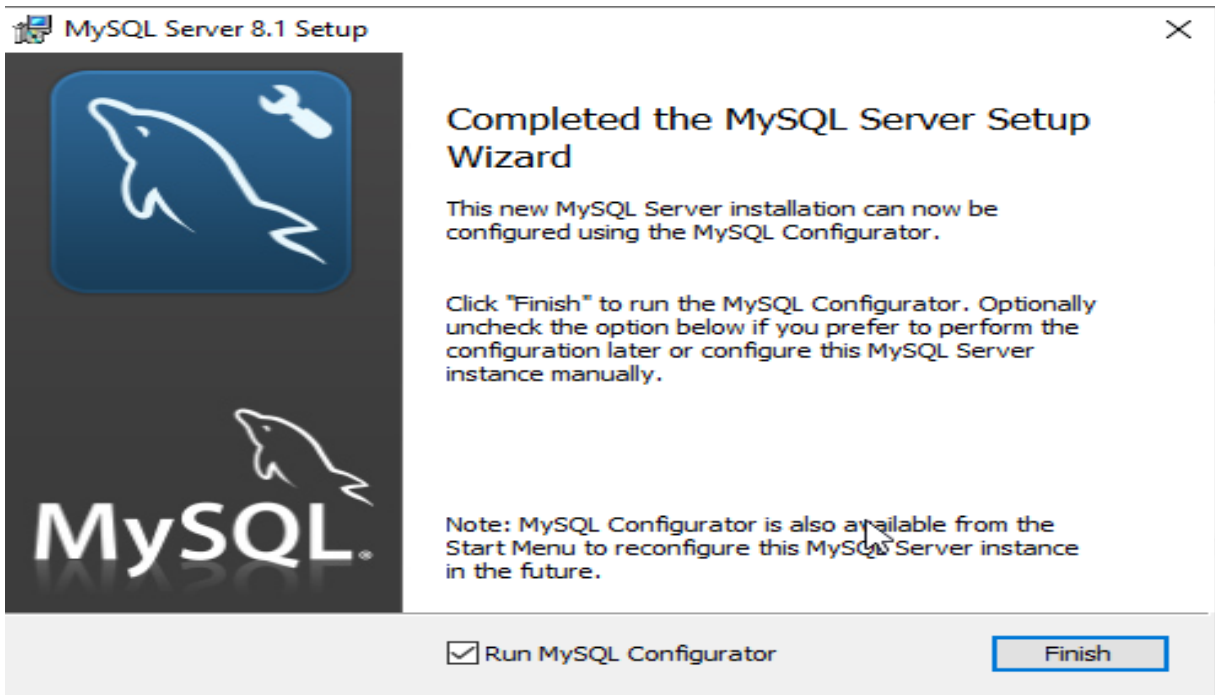 MySQL Server 8.1 Setup
Completed the MySQL Server Setup
Wizard
This new MySQL Server installation can now be
configured using the MySQL Configurator.
Click "Finish" to run the MySQL Configurator. Optionally
uncheck the option below if you prefer to perform the
configuration later or configure this MySQL Server
instance manually.
MySQL®
Note: MySQL Configurator is also available from the
Start Menu to reconfigure this MySQL Server instance
in the future.
Run MySQL Configurator
Finish